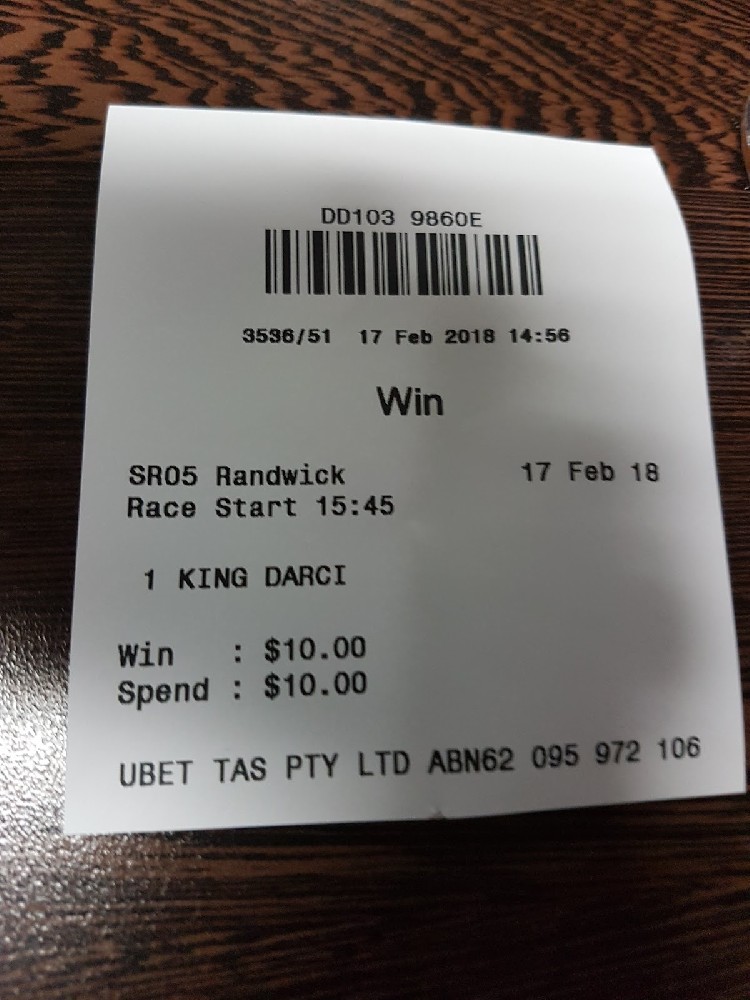 DD103 9860E
3536/51 17 Feb 2018 14:56
Win
SR05 Randwick 17 Feb 18
Race Start 15:45
1 KING DARCI
Win : $10.00
Spend : $10.00
UBET TAS PTY LTD ABN62 095 972 106